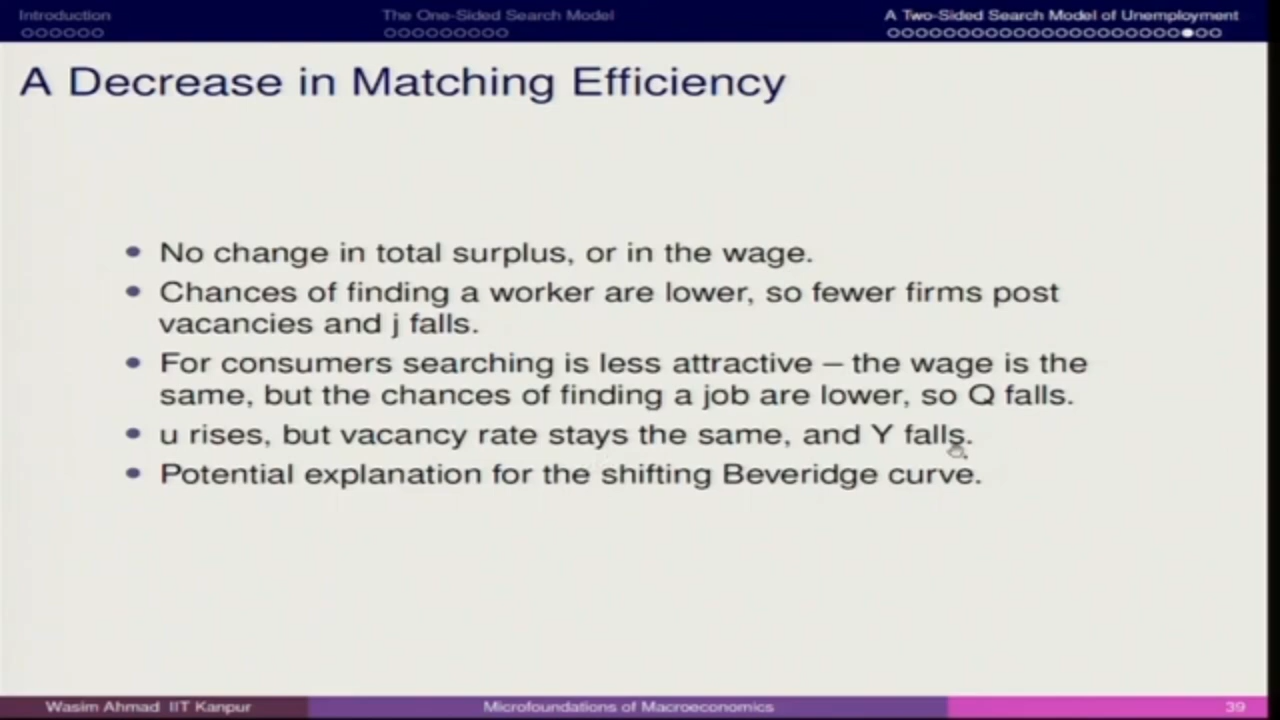 Introduction
The One-Sided Search Model
A Two-Sided Search Model of Unemployment
A Decrease in Matching Efficiency
• No change in total surplus, or in the wage.
• Chances of finding a worker are lower, so fewer firms post
vacancies and j falls.
• For consumers searching is less attractive – the wage is the
same, but the chances of finding a job are lower, so Q falls.
• u rises, but vacancy rate stays the same, and Y falls.
• Potential explanation for the shifting Beveridge curve.
Wasim Ahmad IIT Kanpur
Microfoundations of Macroeconomics
39